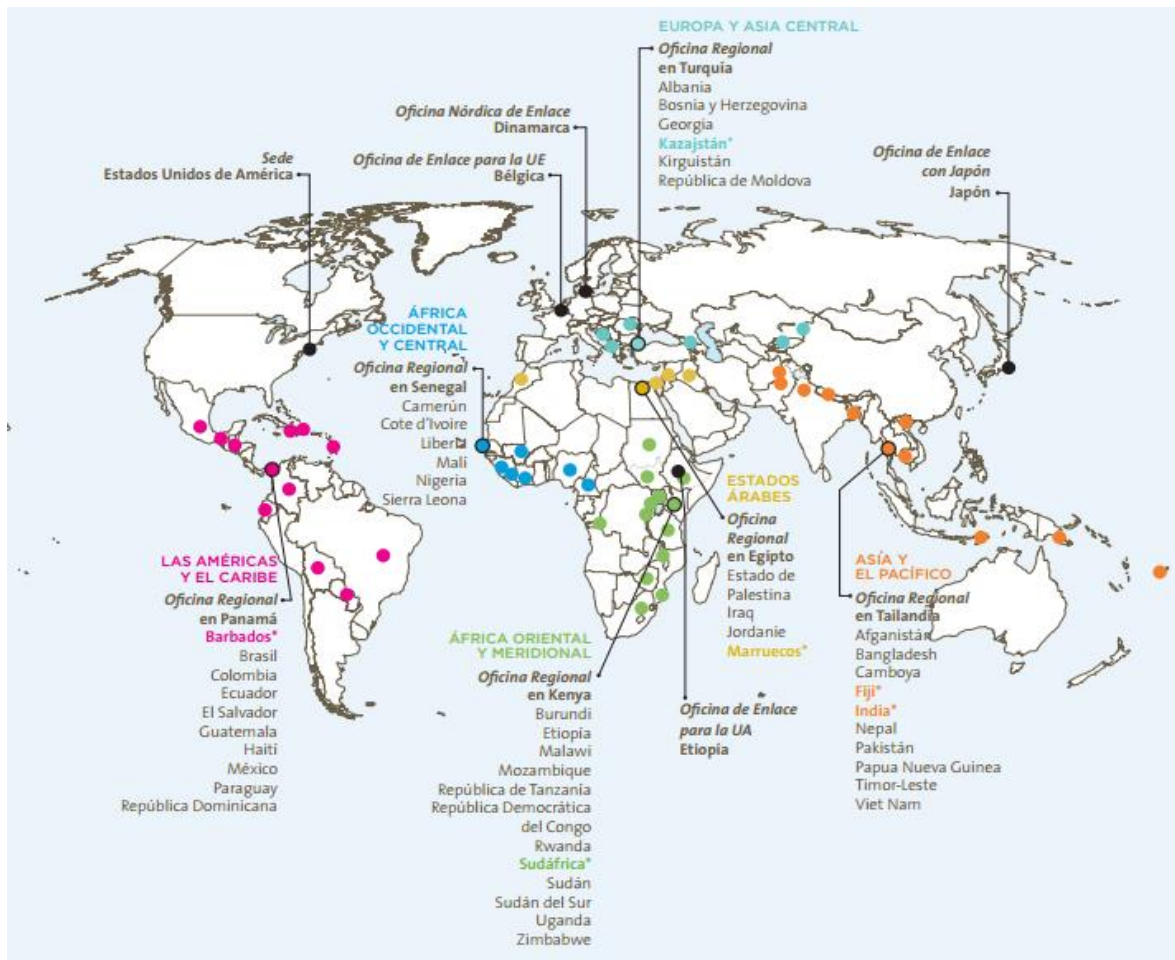 EUROPA Y ASIA CENTRAL
Oficina Regional
en Turquía
Albania
Bosnia y Herzegovina
Georgia
Kazajstán*
Kirguistán
República de Moldova
Oficina Nórdica de Enlace
Dinamarca
Oficina de Enlace para la UE
Bélgica
Sede
Estados Unidos de América
Oficina de Enlace
con Japón
Japón
ÁFRICA
OCCIDENTAL
Y CENTRAL
Oficina Regional
en Senegal
Camerún
Cote d'Ivoire
Mali
Nigeria
Sierra Leona
LAS AMÉRICAS
Y EL CARIBE
Oficina Regional
en Panamá
Barbados*
Brasil
Colombia
Ecuador
El Salvador
Guatemala
Haití
México
Paraguay
República Dominicana
ÁFRICA ORIENTAL
Y MERIDIONAL
Oficina Regional
en Kenya
Burundi
Etiopía
Malawi
Mozambique
República de Tanzania
República Democrática
del Congo
Rwanda
Sudáfrica*
Sudán
Sudán del Sur
Uganda
Zimbabwe
ESTADOS
ÁRABES
Oficina
Regional
en Egipto
Estado de
Palestina
Iraq
Jordanie
Marruecos*
Oficina de Enlace
para la UA
Etiopía
ASÍA Y
EL PACÍFICO
Oficina Regional
en Tailandia
Afganistán
Bangladesh
Camboya
Fiji*
India*
Nepal
Pakistán
Papua Nueva Guinea
Timor-Leste
Viet Nam